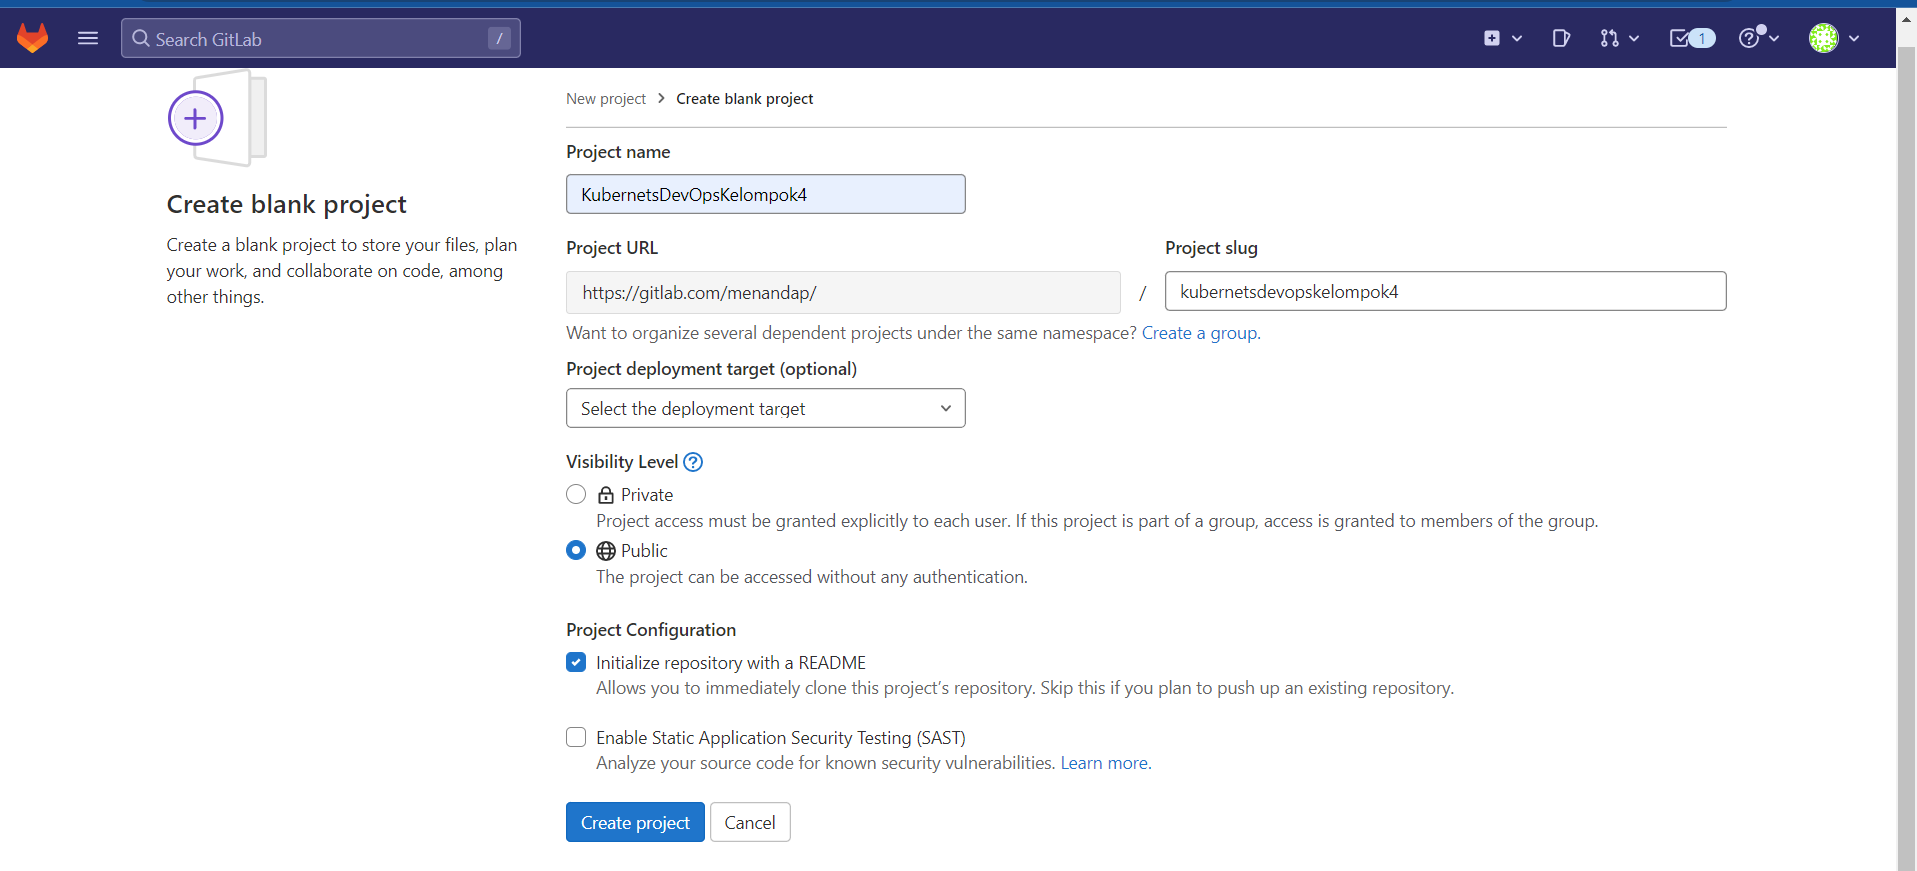 Search GitLab /
1
New project > Create blank project
Create blank project
Create a blank project to store your files, plan
your work, and collaborate on code, among
other things.
Project name
KubernetsDevOpsKelompok4
Project URL
Project slug
https://gitlab.com/menandap/ / kubernetsdevopskelompok4
Want to organize several dependent projects under the same namespace? Create a group.
Project deployment target (optional)
Select the deployment target
Visibility Level ?
Private
Project access must be granted explicitly to each user. If this project is part of a group, access is granted to members of the group.
Public
The project can be accessed without any authentication.
Project Configuration
Initialize repository with a README
Allows you to immediately clone this project’s repository. Skip this if you plan to push up an existing repository.
Enable Static Application Security Testing (SAST)
Analyze your source code for known security vulnerabilities. Learn more.
Create project
Cancel